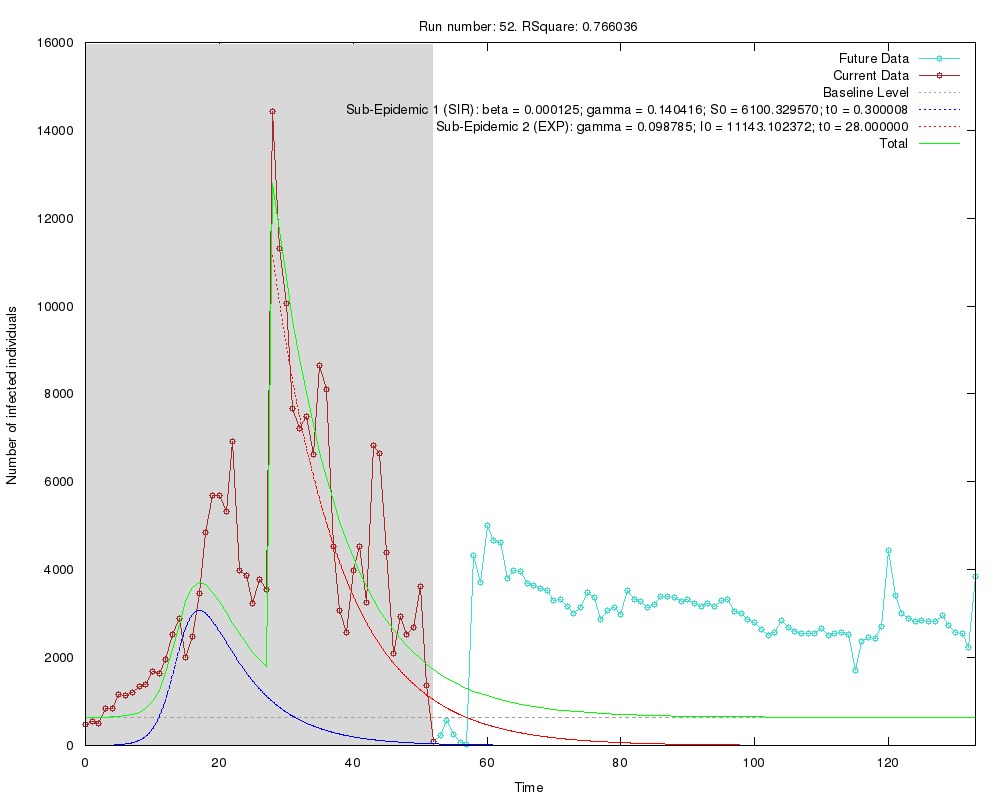 Run number: 52. RSquare: 0.766036
16000
14000
12000
10000
8000
6000
4000
2000
0
Number of infected individuals
Future Data
Current Data
Baseline Level
Sub-Epidemic 1 (SIR): beta = 0.000125; gamma = 0.140416; S0 = 6100.329570; t0 = 0.300008
Sub-Epidemic 2 (EXP): gamma = 0.098785; I0 = 11143.102372; t0 = 28.000000
Total
0 20 40 60 80 100 120
Time